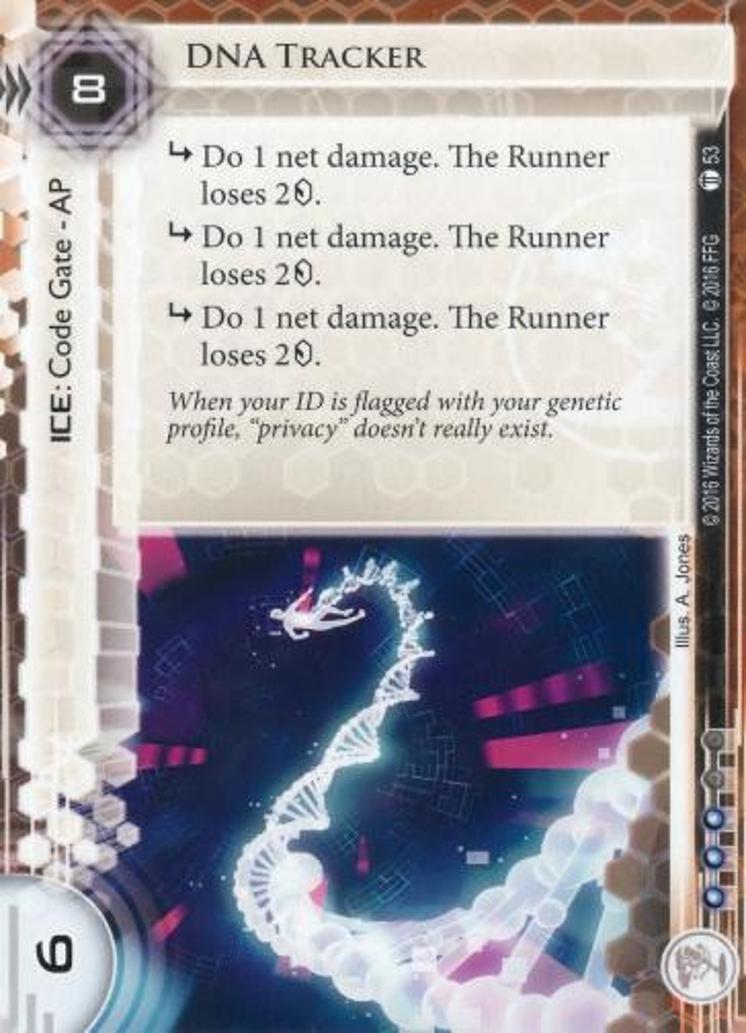 8
DNA Tracker
ICE: Code Gate - AP
↳ Do 1 net damage. The Runner
loses 2.
↳ Do 1 net damage. The Runner
loses 2.
↳ Do 1 net damage. The Runner
loses 2.
When your ID is flagged with your genetic
profile, “privacy” doesn’t really exist.
53
© 2016 Wizards of the Coast LLC. © 2016 FFG
Illus. A. Jones
6